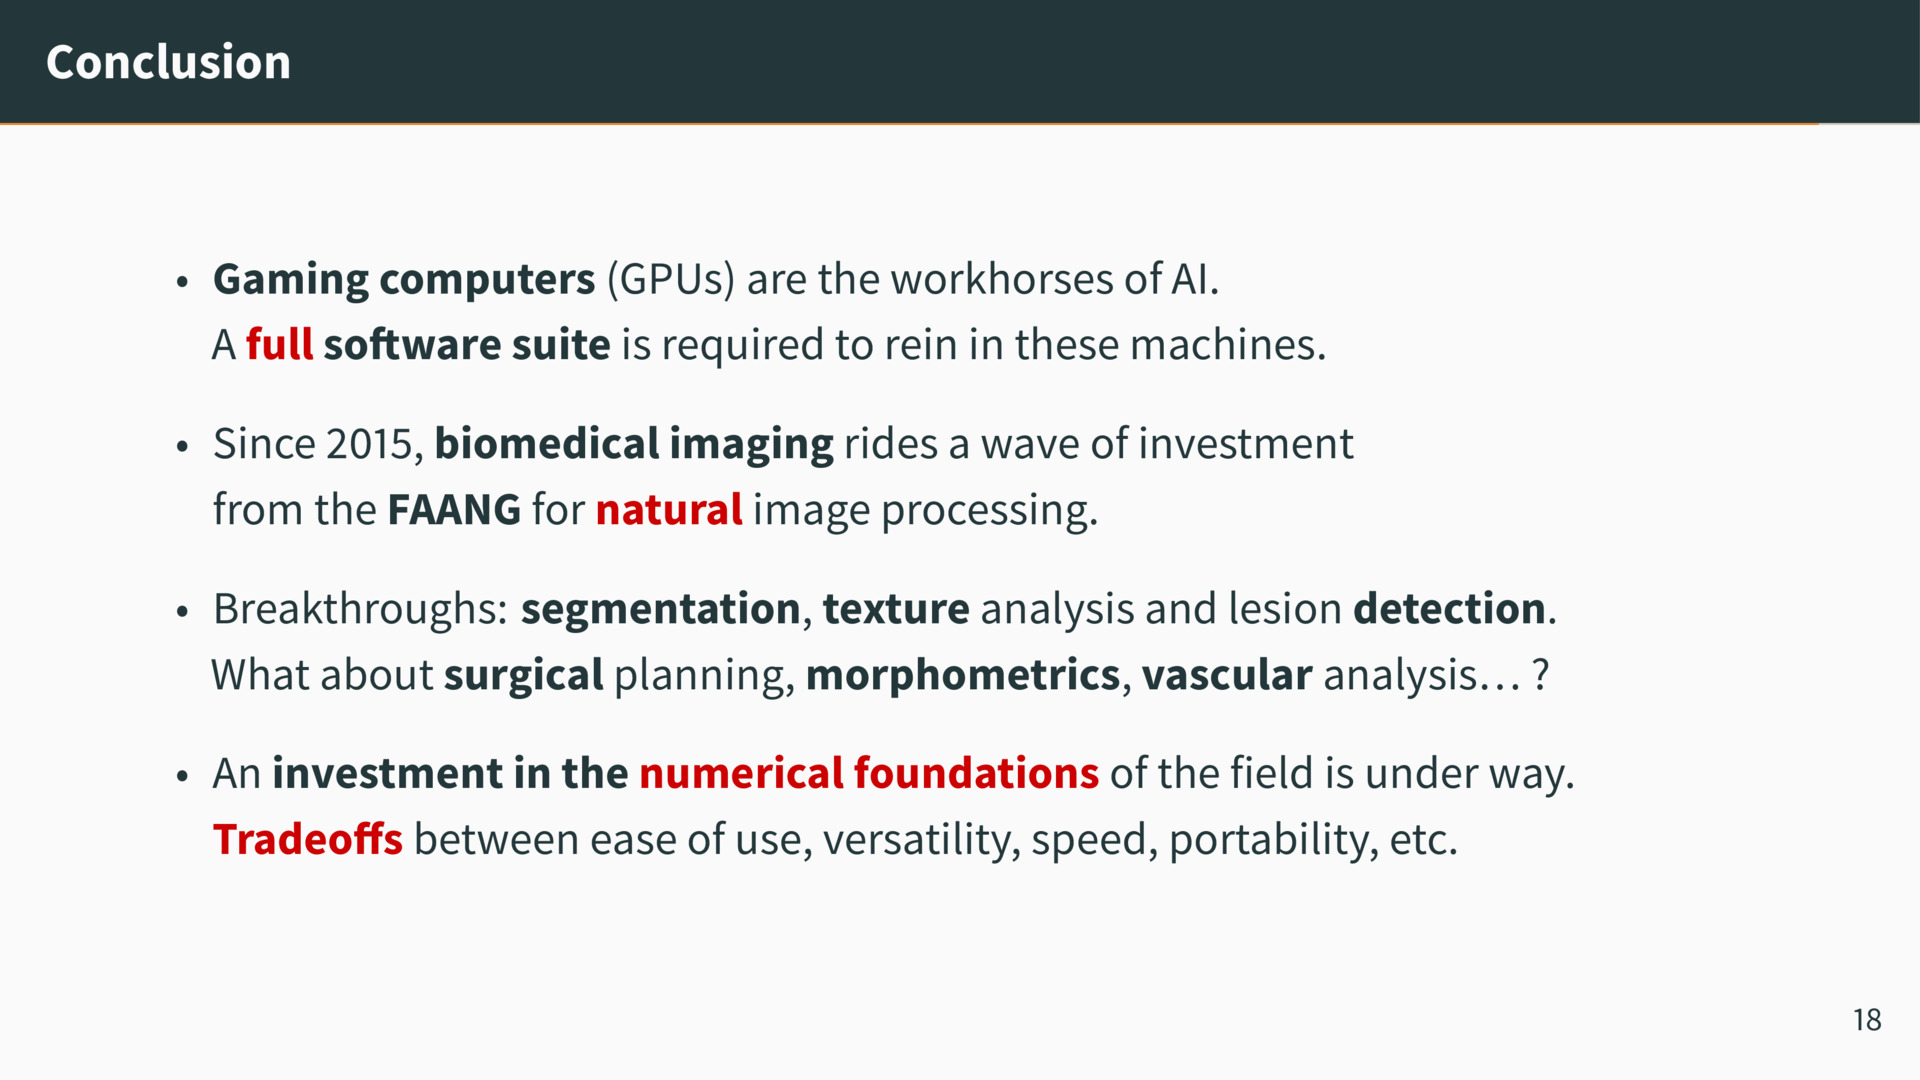 Conclusion
• Gaming computers (GPUs) are the workhorses of AI.
A full software suite is required to rein in these machines.
• Since 2015, biomedical imaging rides a wave of investment
from the FAANG for natural image processing.
• Breakthroughs: segmentation, texture analysis and lesion detection.
What about surgical planning, morphometrics, vascular analysis… ?
• An investment in the numerical foundations of the field is under way.
Tradeoffs between ease of use, versatility, speed, portability, etc.
18